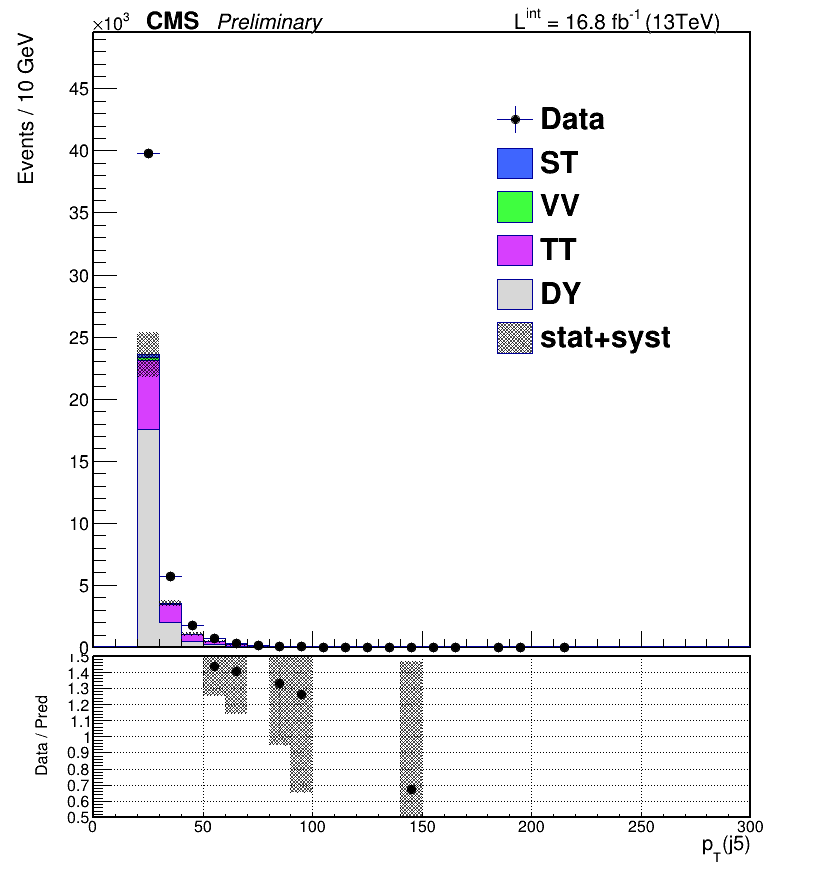 ×10³ CMS Preliminary L^int = 16.8 fb⁻¹ (13TeV)
Events / 10 GeV
45
40
35
30
25
20
15
10
5
0
Data
ST
VV
TT
DY
stat+syst
Data / Pred
1.5
1.4
1.3
1.2
1.1
1
0.9
0.8
0.7
0.6
0.5
0 50 100 150 200 250 300
p_T(j5)